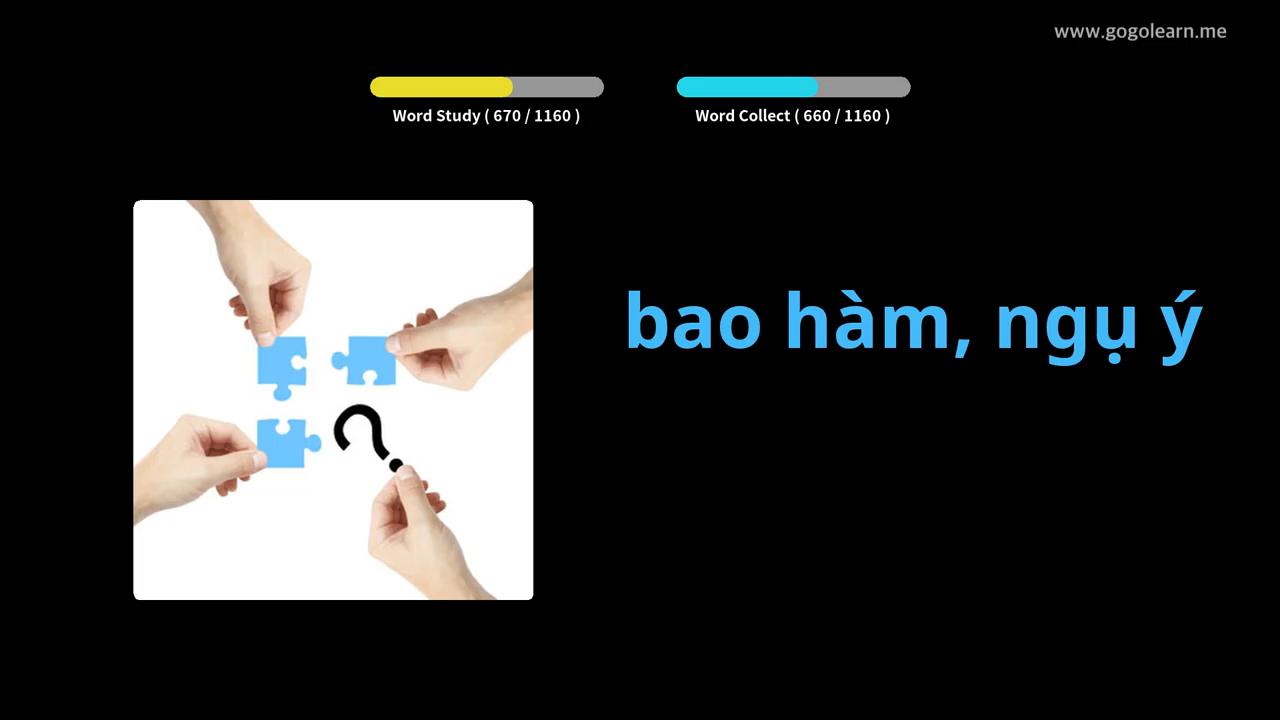 www.gogolearn.me
Word Study ( 670 / 1160 )
Word Collect ( 660 / 1160 )
bao hàm, ngụ ý
?